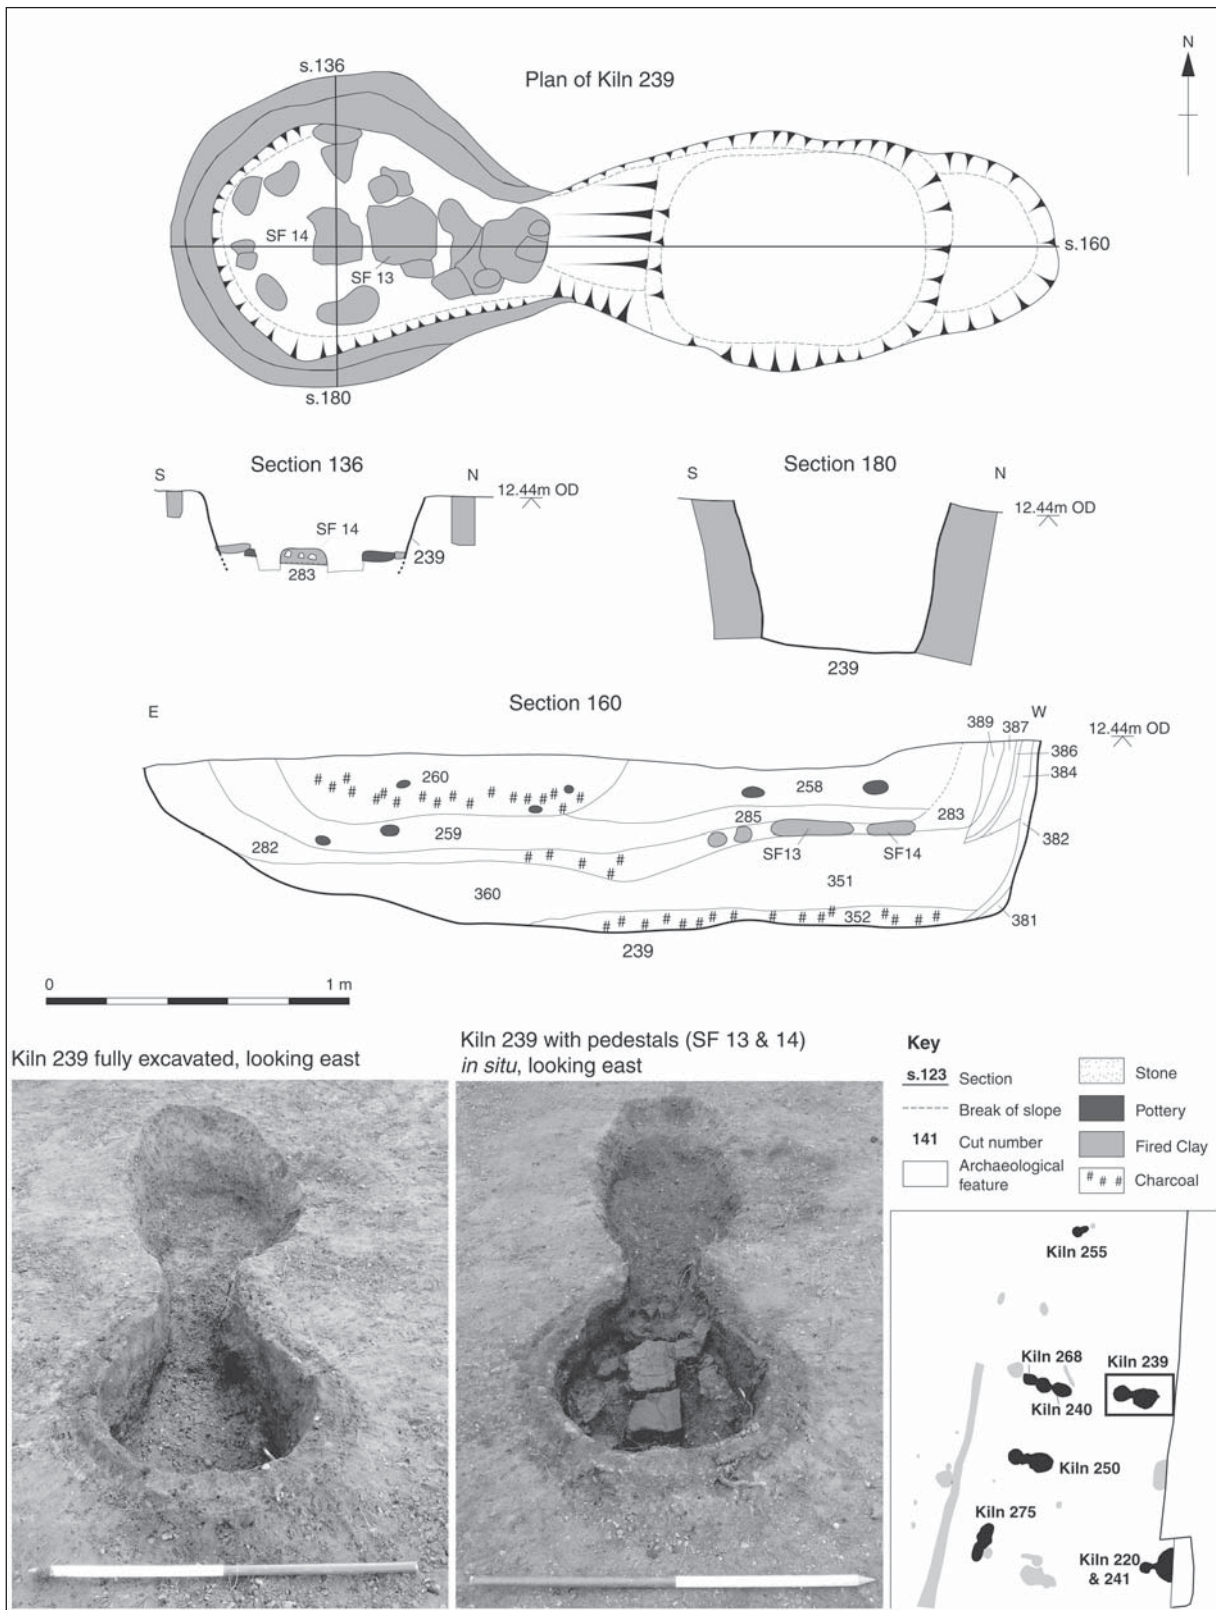 N
s.136
Plan of Kiln 239
SF 14
SF 13
s.160
s.180
Section 136
S
N
12.44m OD
SF 14
239
283
Section 180
S
N
12.44m OD
239
Section 160
E
W
389
387
12.44m OD
386
384
260
258
285
283
259
282
SF13
SF14
382
351
360
352
381
239
0
1 m
Kiln 239 fully excavated, looking east
Kiln 239 with pedestals (SF 13 & 14)
in situ, looking east
Key
s.123 Section
Break of slope
141 Cut number
Archaeological
feature
Stone
Pottery
Fired Clay
# # # Charcoal
Kiln 255
Kiln 268
Kiln 239
Kiln 240
Kiln 250
Kiln 275
Kiln 220
& 241